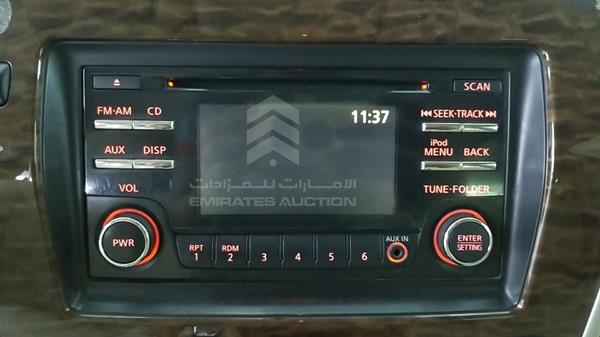 SCAN
FM·AM CD
11:37
SEEK·TRACK
AUX DISP
iPod
MENU BACK
VOL
الامارات للمزادات
EMIRATES AUCTION
TUNE·FOLDER
PWR
RPT
1
RDM
2
3
4
5
6
AUX IN
ENTER
SETTING